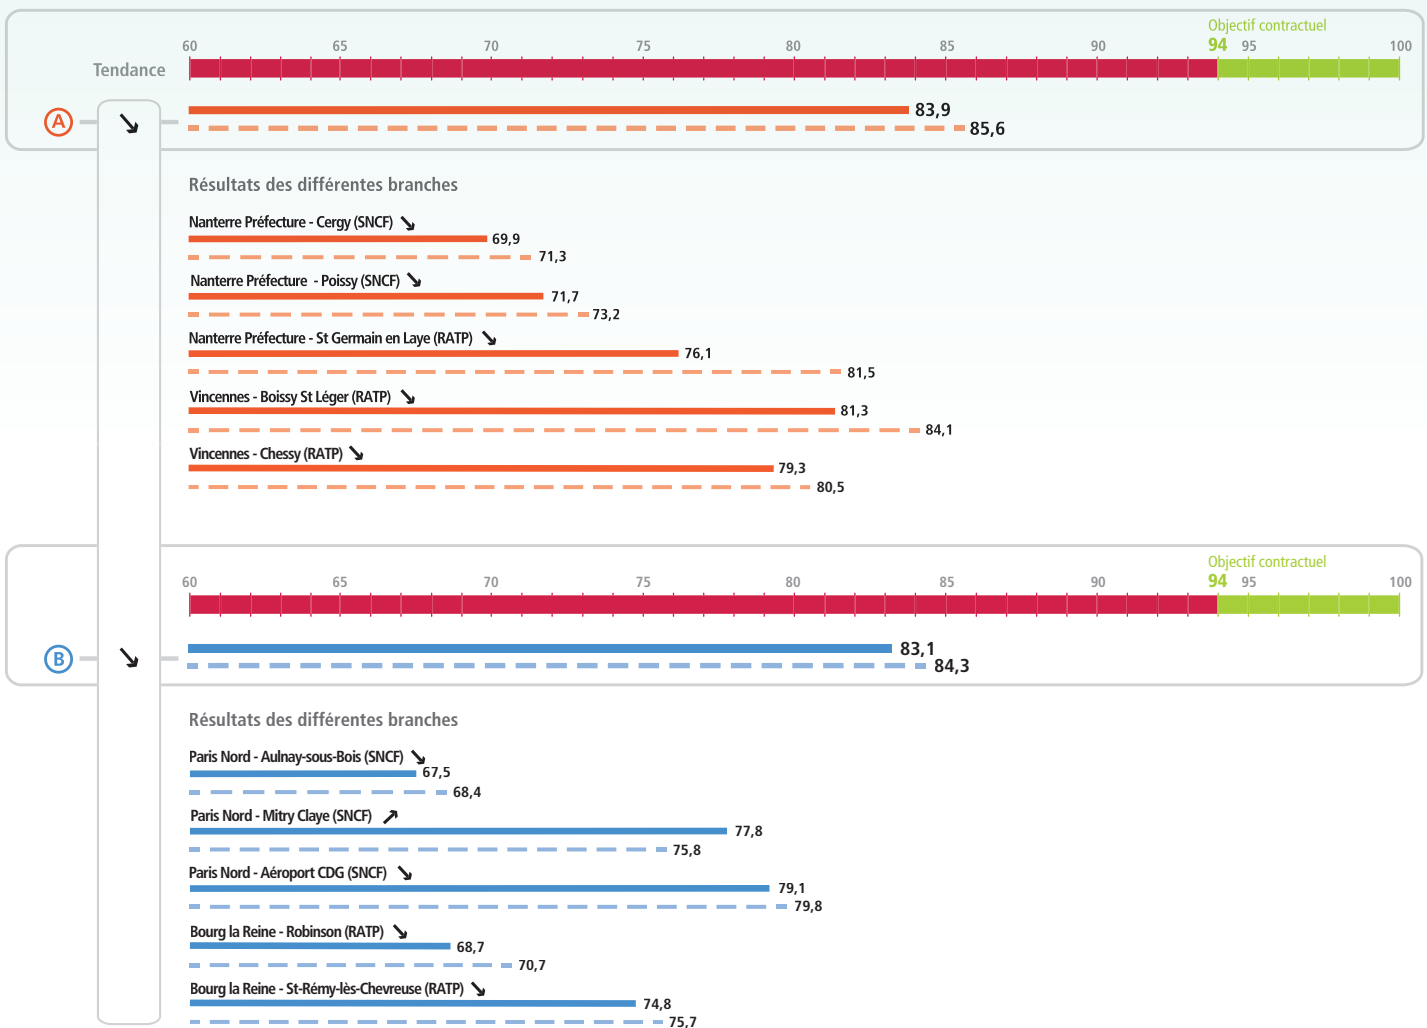 Objectif contractuel
60 65 70 75 80 85 90 94 95 100
Tendance
A
83,9
85,6
Résultats des différentes branches
Nanterre Préfecture - Cergy (SNCF)
69,9
71,3
Nanterre Préfecture - Poissy (SNCF)
71,7
73,2
Nanterre Préfecture - St Germain en Laye (RATP)
76,1
81,5
Vincennes - Boissy St Léger (RATP)
81,3
84,1
Vincennes - Chessy (RATP)
79,3
80,5
Objectif contractuel
60 65 70 75 80 85 90 94 95 100
B
83,1
84,3
Résultats des différentes branches
Paris Nord - Aulnay-sous-Bois (SNCF)
67,5
68,4
Paris Nord - Mitry Claye (SNCF)
77,8
75,8
Paris Nord - Aéroport CDG (SNCF)
79,1
79,8
Bourg la Reine - Robinson (RATP)
68,7
70,7
Bourg la Reine - St-Rémy-lès-Chevreuse (RATP)
74,8
75,7